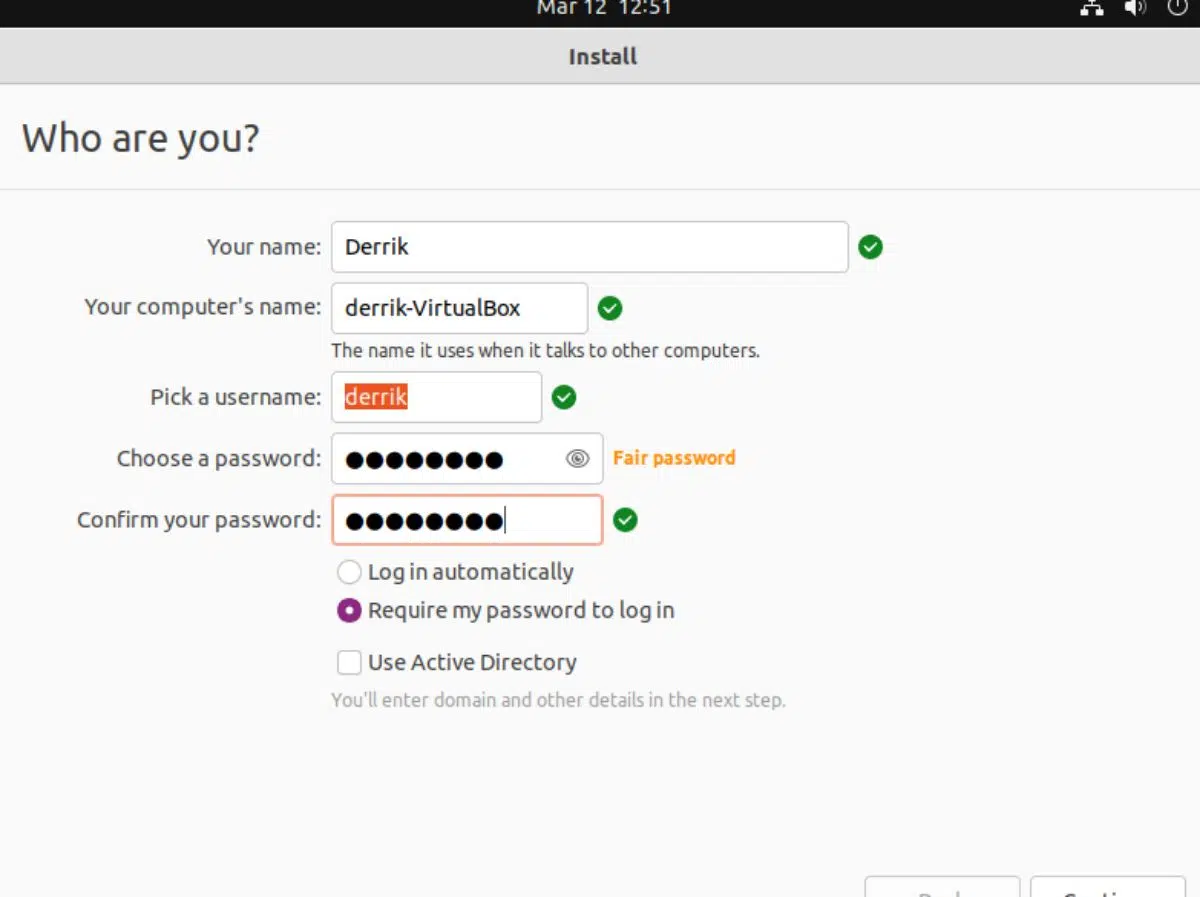 Mar 12 12:51
Install
Who are you?
Your name: Derrik
Your computer's name: derrik-VirtualBox
The name it uses when it talks to other computers.
Pick a username: derrik
Choose a password: ●●●●●●●● Fair password
Confirm your password: ●●●●●●●●
Log in automatically
Require my password to log in
Use Active Directory
You'll enter domain and other details in the next step.